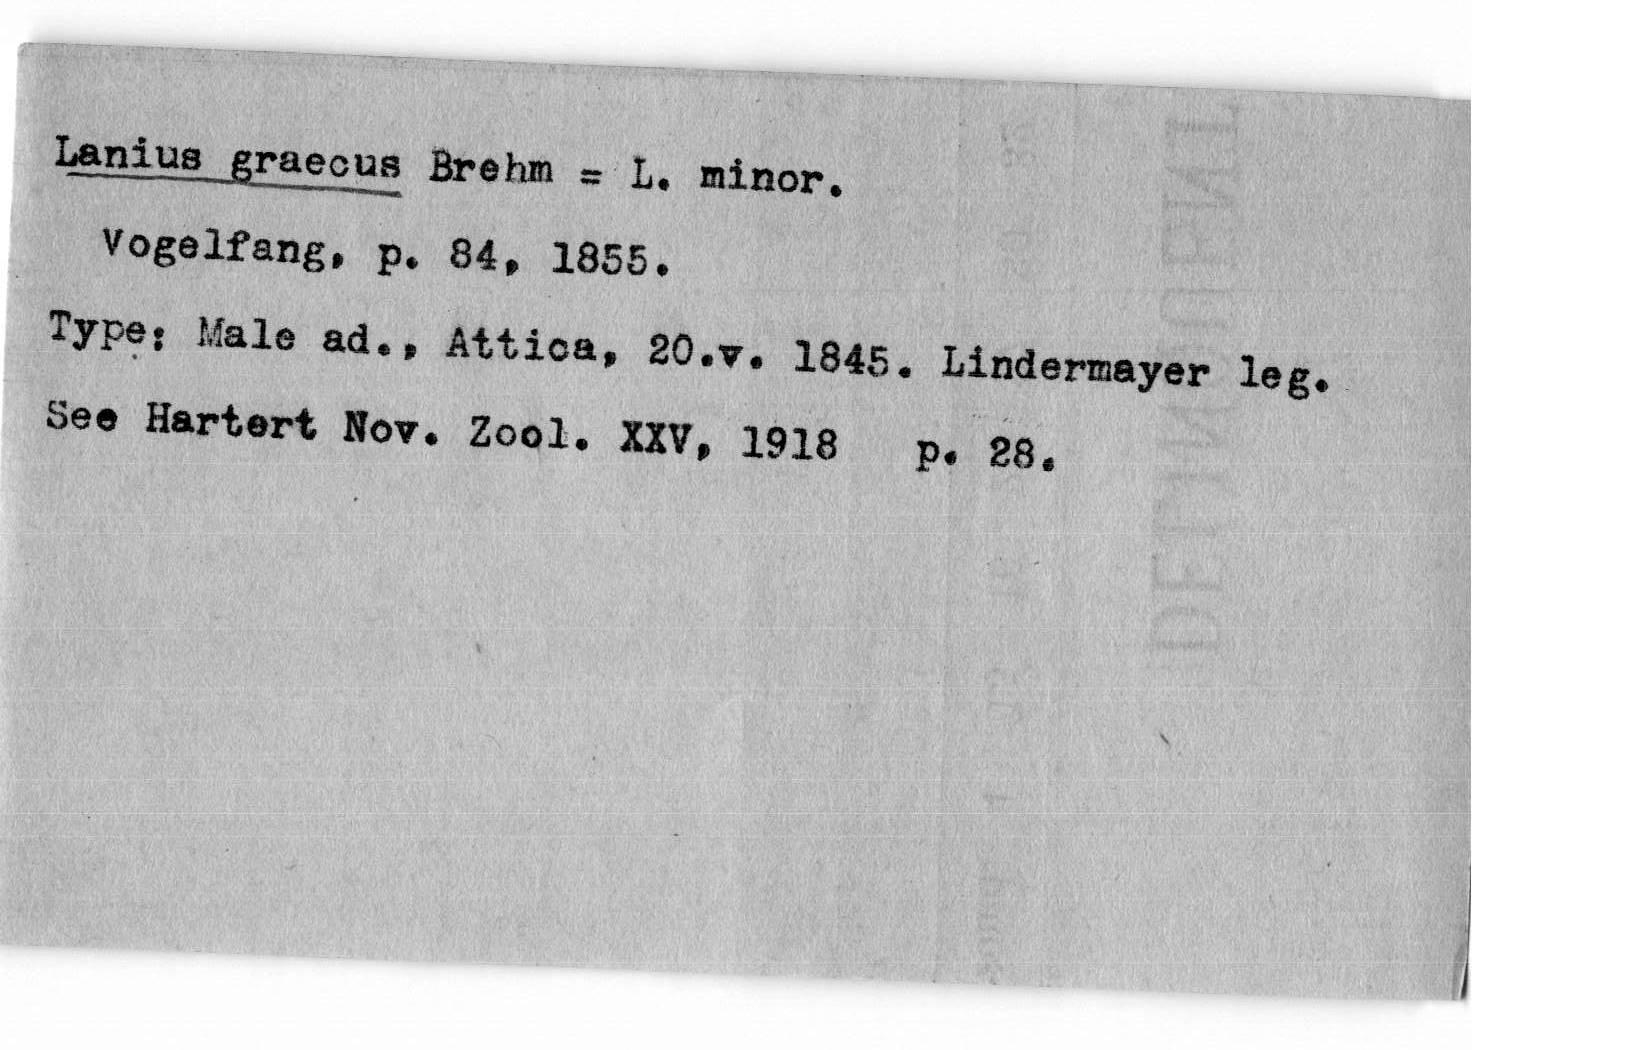 Lanius graecus Brehm = L. minor.
Vogelfang, p. 84, 1855.
Type: Male ad., Attica, 20.v. 1845. Lindermayer leg.
See Hartert Nov. Zool. XXV, 1918 p. 28.